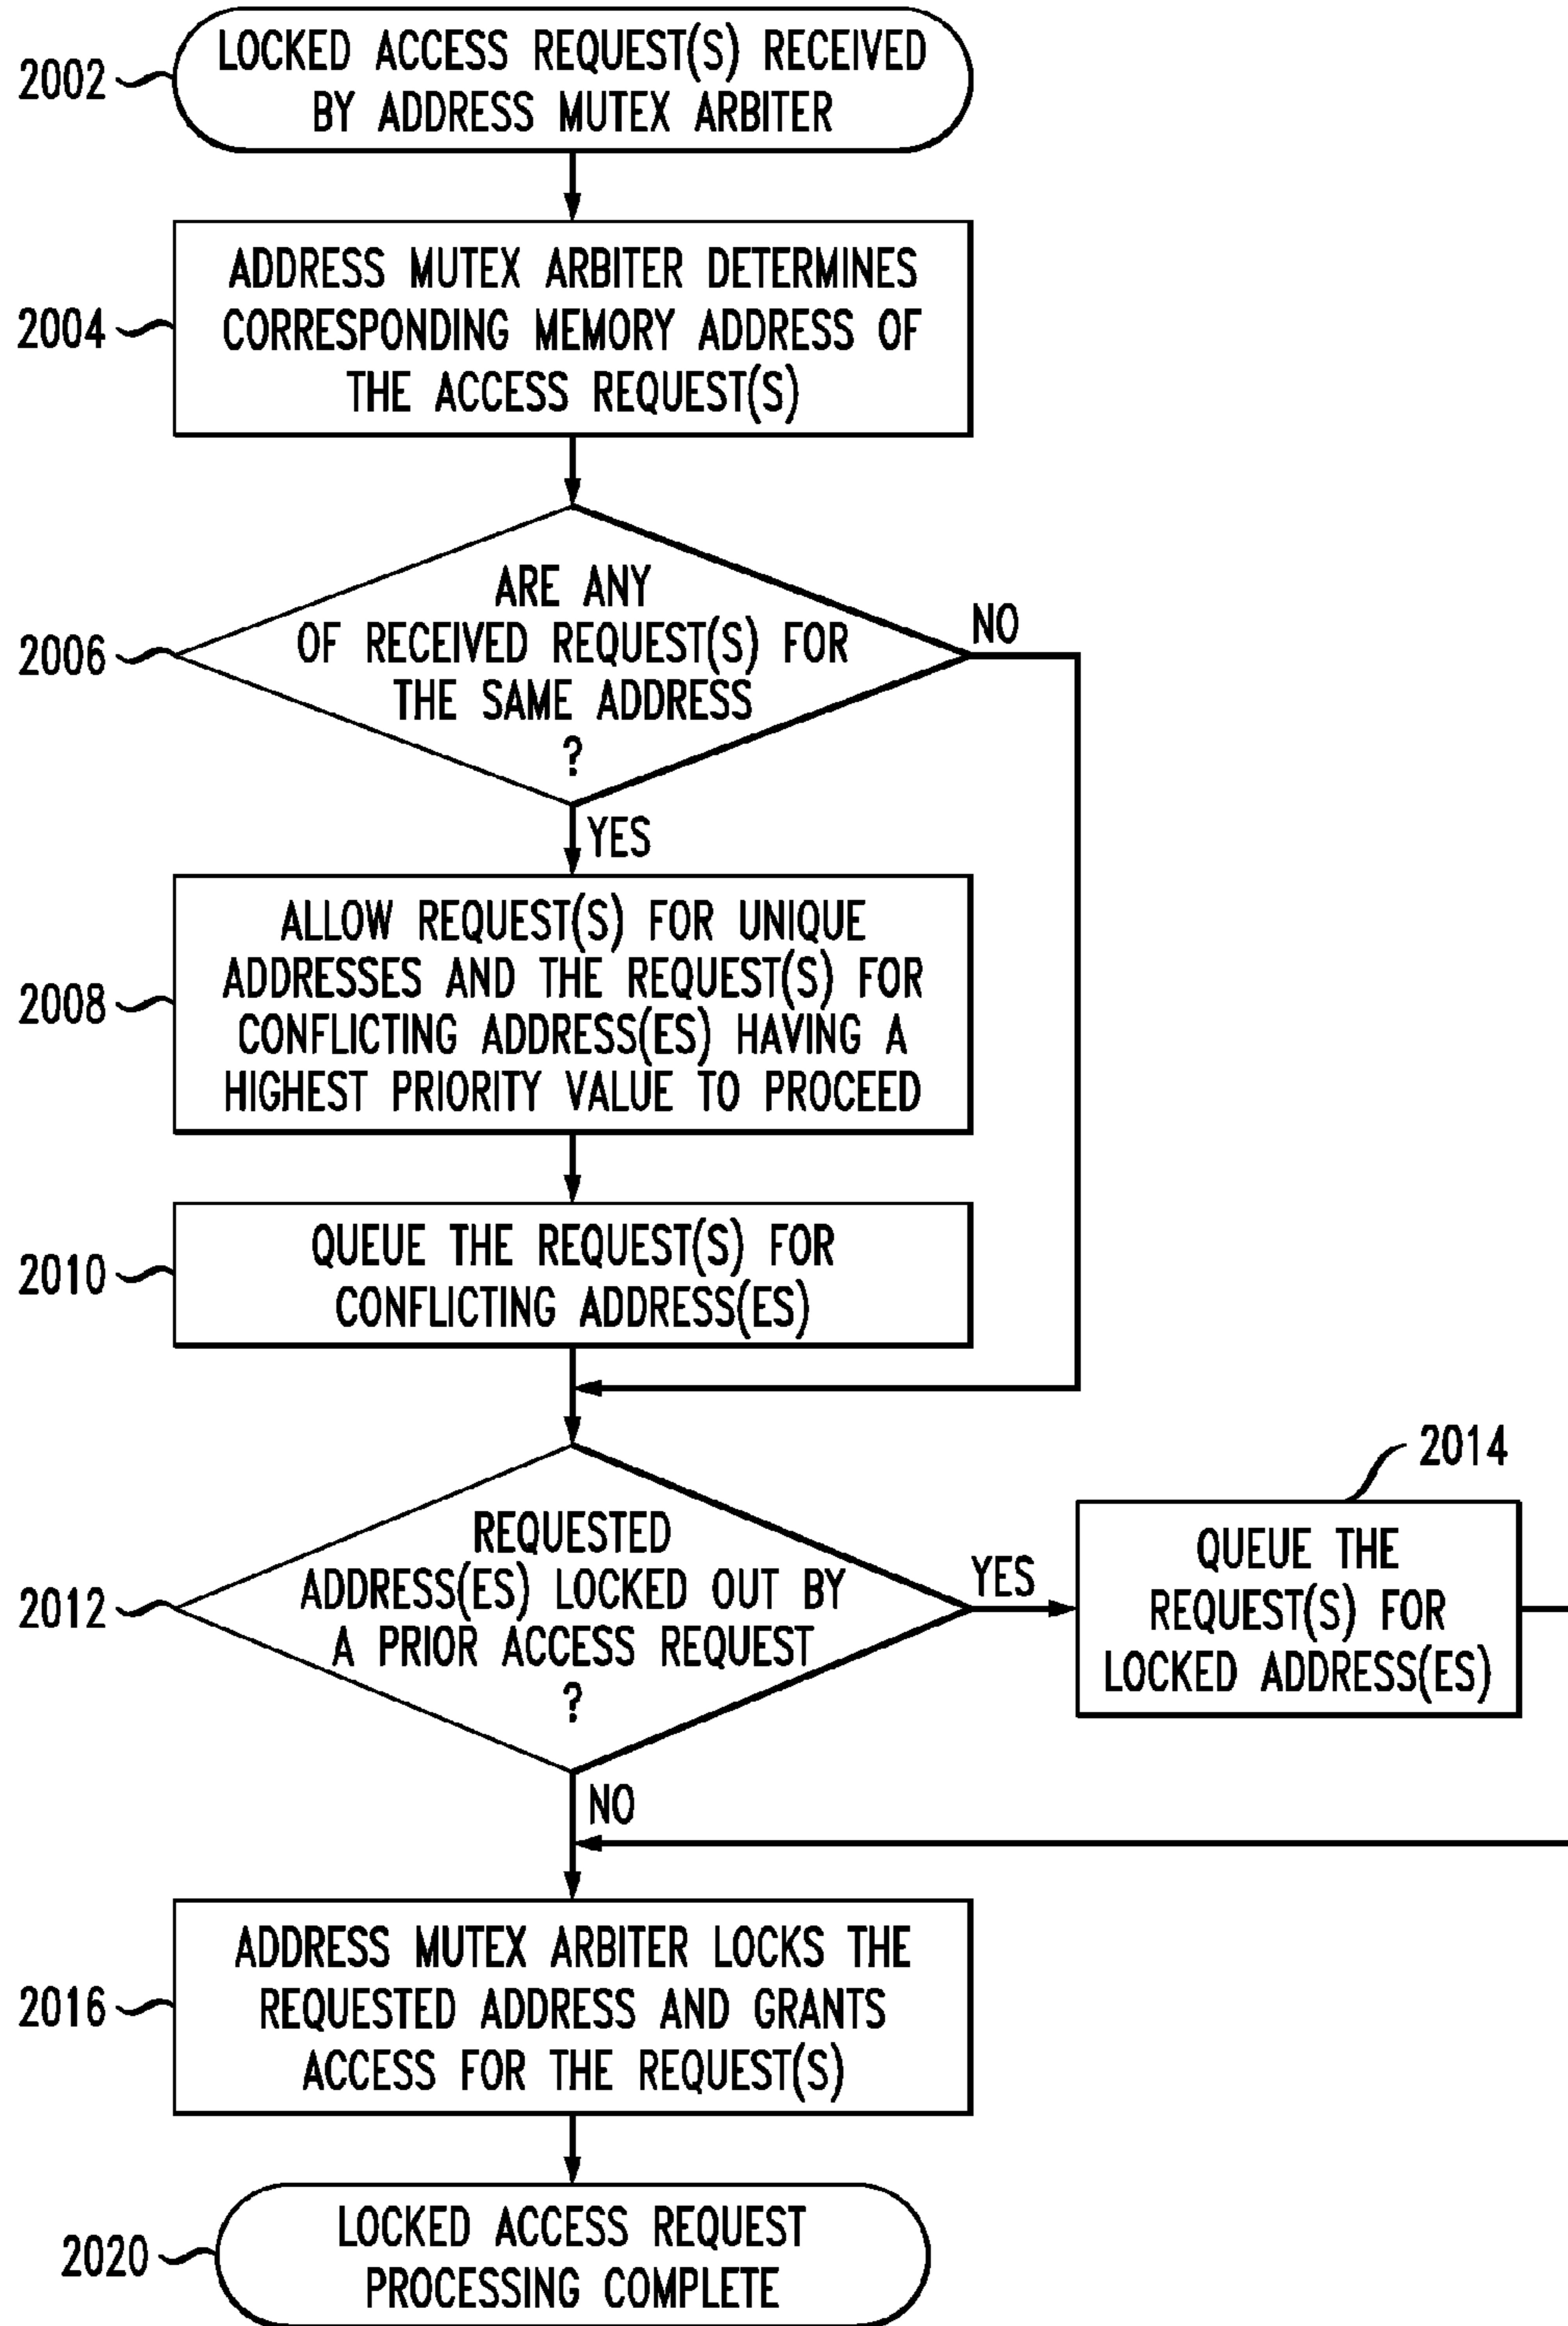 2002
LOCKED ACCESS REQUEST(S) RECEIVED
BY ADDRESS MUTEX ARBITER
2004
ADDRESS MUTEX ARBITER DETERMINES
CORRESPONDING MEMORY ADDRESS OF
THE ACCESS REQUEST(S)
2006
ARE ANY
OF RECEIVED REQUEST(S) FOR
THE SAME ADDRESS
?
NO
YES
2008
ALLOW REQUEST(S) FOR UNIQUE
ADDRESSES AND THE REQUEST(S) FOR
CONFLICTING ADDRESS(ES) HAVING A
HIGHEST PRIORITY VALUE TO PROCEED
2010
QUEUE THE REQUEST(S) FOR
CONFLICTING ADDRESS(ES)
2012
REQUESTED
ADDRESS(ES) LOCKED OUT BY
A PRIOR ACCESS REQUEST
?
YES
2014
QUEUE THE
REQUEST(S) FOR
LOCKED ADDRESS(ES)
NO
2016
ADDRESS MUTEX ARBITER LOCKS THE
REQUESTED ADDRESS AND GRANTS
ACCESS FOR THE REQUEST(S)
2020
LOCKED ACCESS REQUEST
PROCESSING COMPLETE